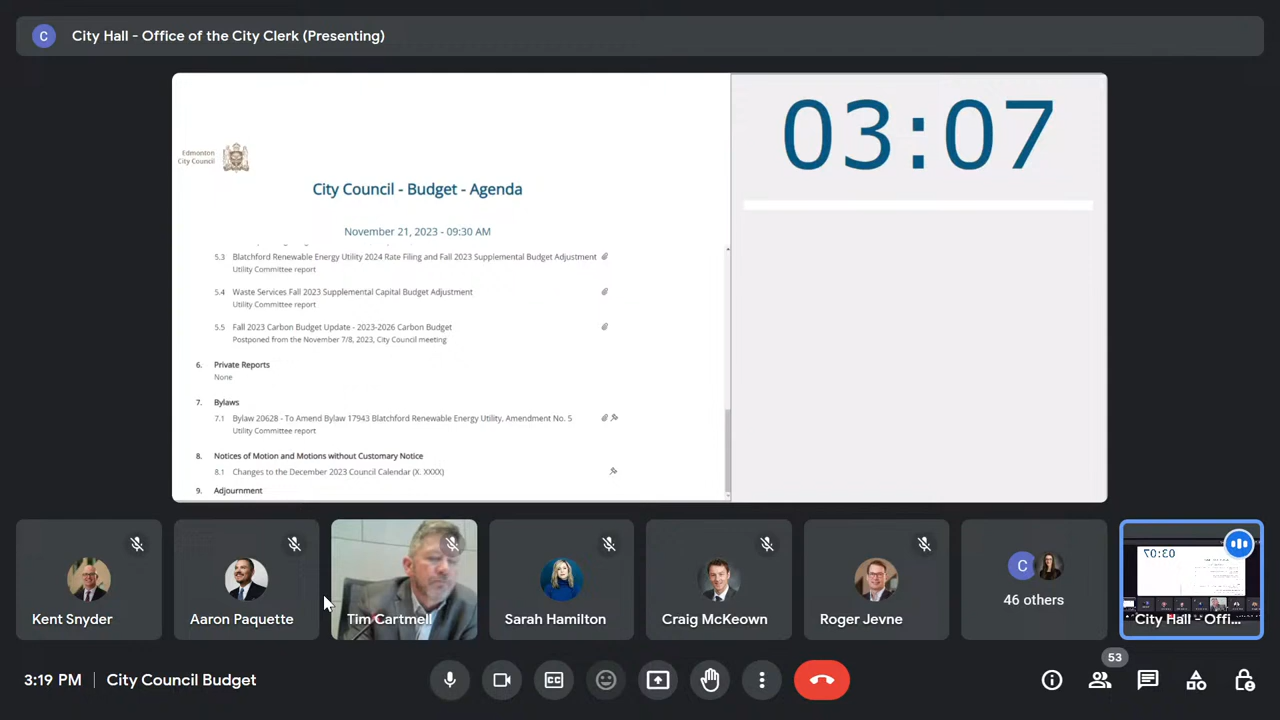 C City Hall - Office of the City Clerk (Presenting)
Edmonton
City Council
City Council - Budget - Agenda
November 21, 2023 - 09:30 AM
5.3 Blatchford Renewable Energy Utility 2024 Rate Filing and Fall 2023 Supplemental Budget Adjustment
Utility Committee report
5.4 Waste Services Fall 2023 Supplemental Capital Budget Adjustment
Utility Committee report
5.5 Fall 2023 Carbon Budget Update - 2023-2026 Carbon Budget
Postponed from the November 7/8, 2023, City Council meeting
6. Private Reports
None
7. Bylaws
7.1 Bylaw 20628 - To Amend Bylaw 17943 Blatchford Renewable Energy Utility, Amendment No. 5
Utility Committee report
8. Notices of Motion and Motions without Customary Notice
8.1 Changes to the December 2023 Council Calendar (X. XXXX)
9. Adjournment
03:07
Kent Snyder
Aaron Paquette
Tim Cartmell
Sarah Hamilton
Craig McKeown
Roger Jevne
C
46 others
03:07
City Hall - Offi...
3:19 PM | City Council Budget
CC
53